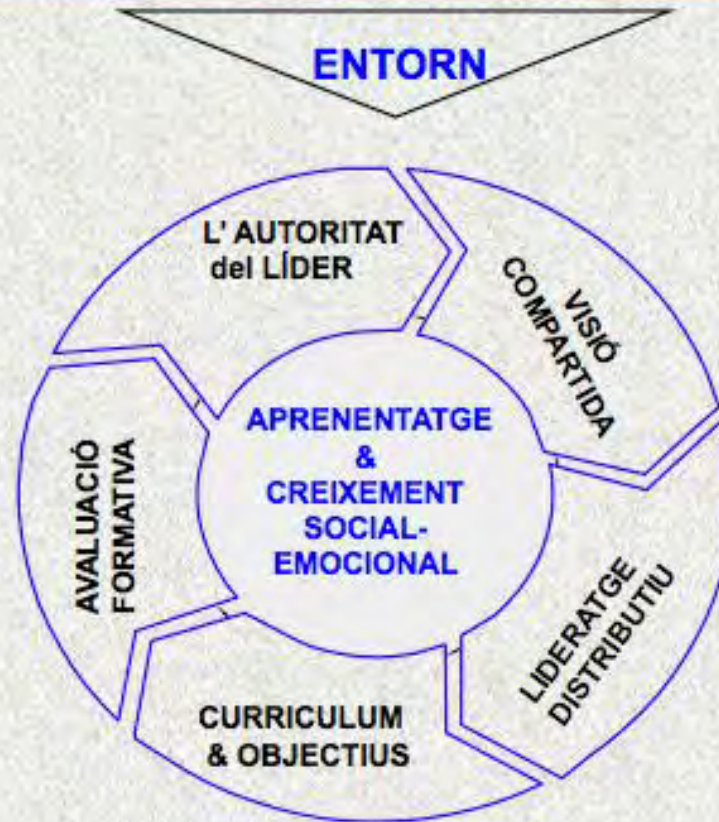 ENTORN
L' AUTORITAT
del LÍDER
VISIÓ
COMPARTIDA
LIDERATGE
DISTRIBUTIU
CURRICULUM
& OBJECTIUS
AVALUACIÓ
FORMATIVA
APRENENTATGE
&
CREIXEMENT
SOCIAL-
EMOCIONAL